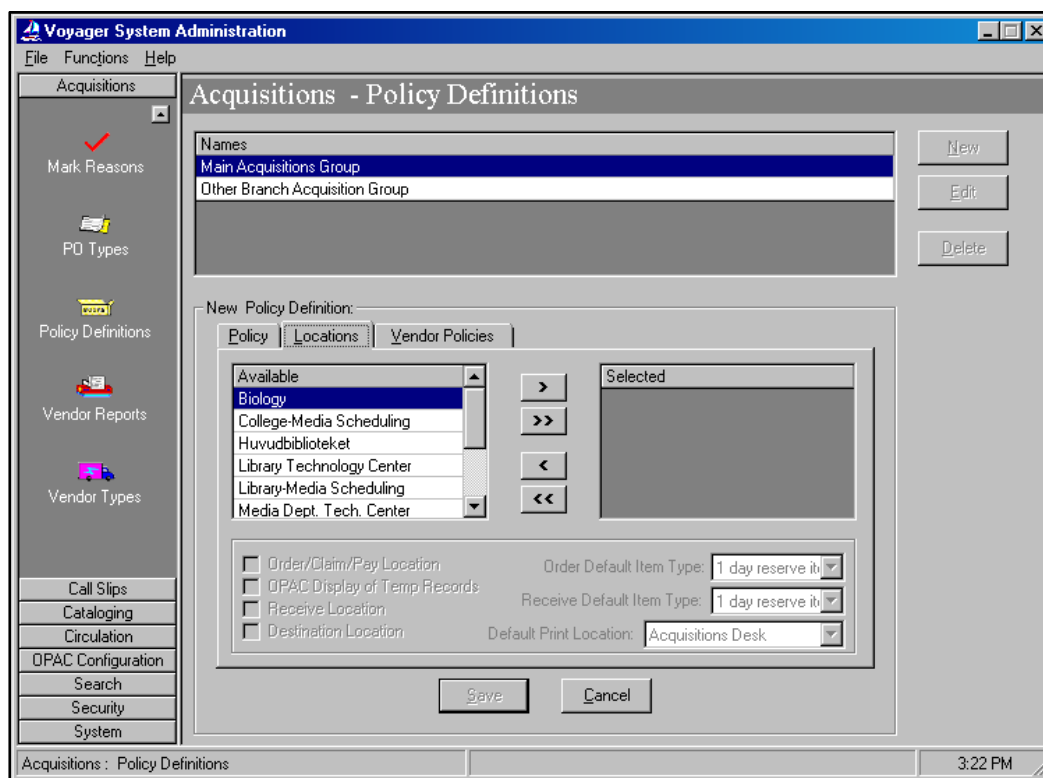 Voyager System Administration
File Functions Help
Acquisitions
Mark Reasons
PO Types
Policy Definitions
Vendor Reports
Vendor Types
Call Slips
Cataloging
Circulation
OPAC Configuration
Search
Security
System
Acquisitions - Policy Definitions
Names
Main Acquisitions Group
Other Branch Acquisition Group
New
Edit
Delete
New Policy Definition:
Policy Locations Vendor Policies
Available
Biology
College-Media Scheduling
Huvudbiblioteket
Library Technology Center
Library-Media Scheduling
Media Dept. Tech. Center
>
>>
<
<<
Selected
Order/Claim/Pay Location
OPAC Display of Temp Records
Receive Location
Destination Location
Order Default Item Type: 1 day reserve it
Receive Default Item Type: 1 day reserve it
Default Print Location: Acquisitions Desk
Save Cancel
Acquisitions : Policy Definitions
3:22 PM